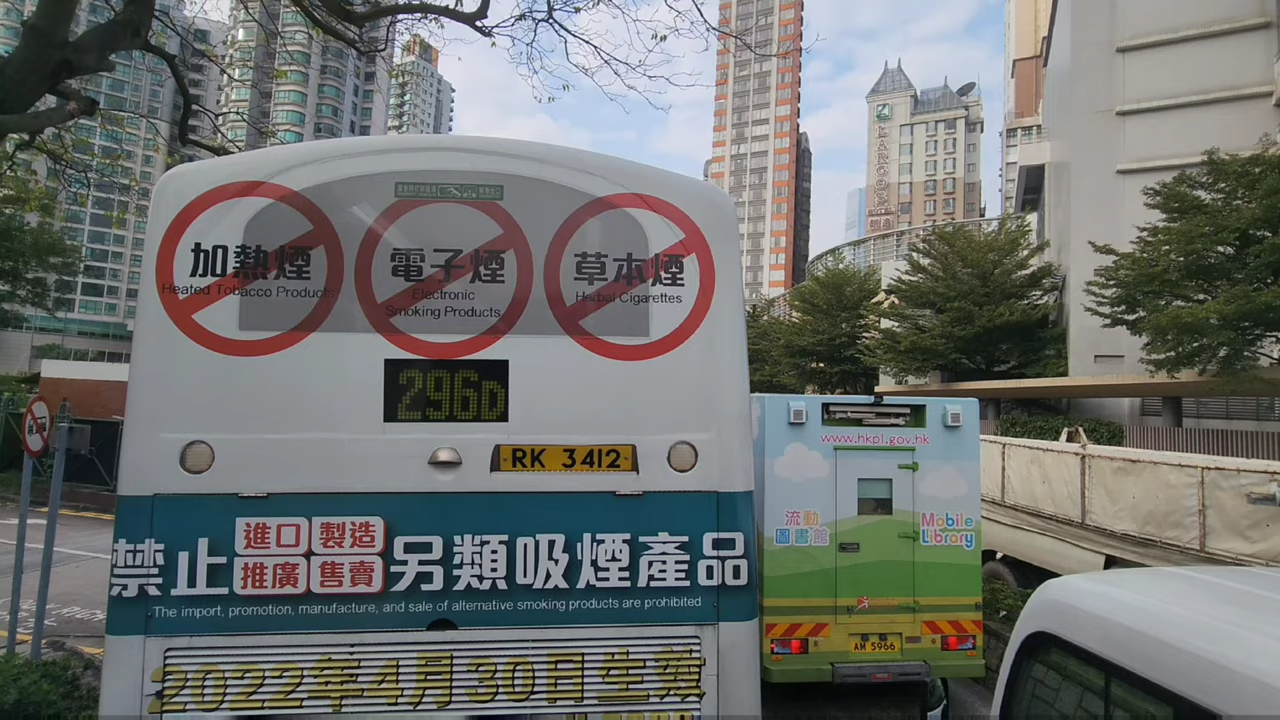 加熱煙
Heated Tobacco Products
電子煙
Electronic
Smoking Products
草本煙
Herbal Cigarettes
296D
RK 3412
禁止
進口 製造
推廣 售賣
另類吸煙產品
The import, promotion, manufacture, and sale of alternative smoking products are prohibited
2022年4月30日生效
www.hkpl.gov.hk
流動
圖書館
Mobile
Library
AM 5966
LARGOS